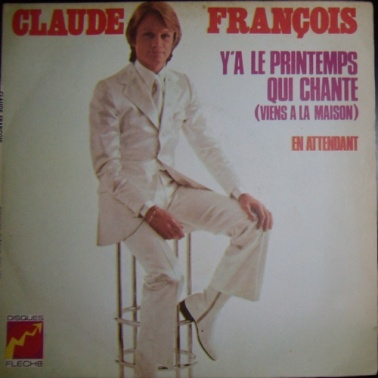 CLAUDE FRANÇOIS
Y'A LE PRINTEMPS
QUI CHANTE
(VIENS A LA MAISON)
EN ATTENDANT
DISQUES
FLECHE